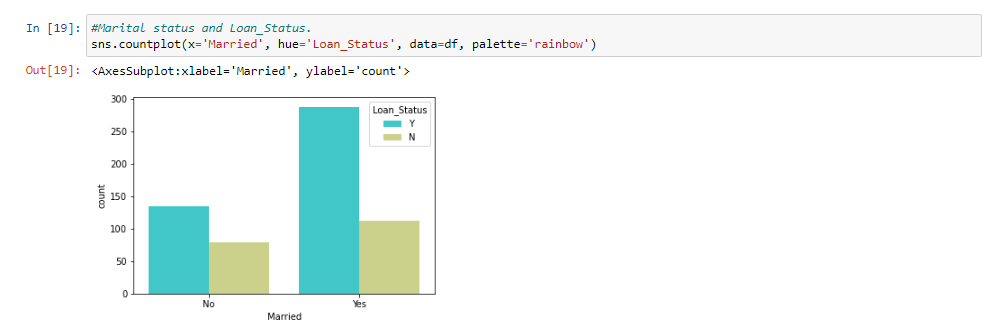 In [19]: #Marital status and Loan_Status.
sns.countplot(x='Married', hue='Loan_Status', data=df, palette='rainbow')
Out[19]: <AxesSubplot:xlabel='Married', ylabel='count'>
300
250
200
150
100
50
0
count
Loan_Status
Y
N
No Yes
Married